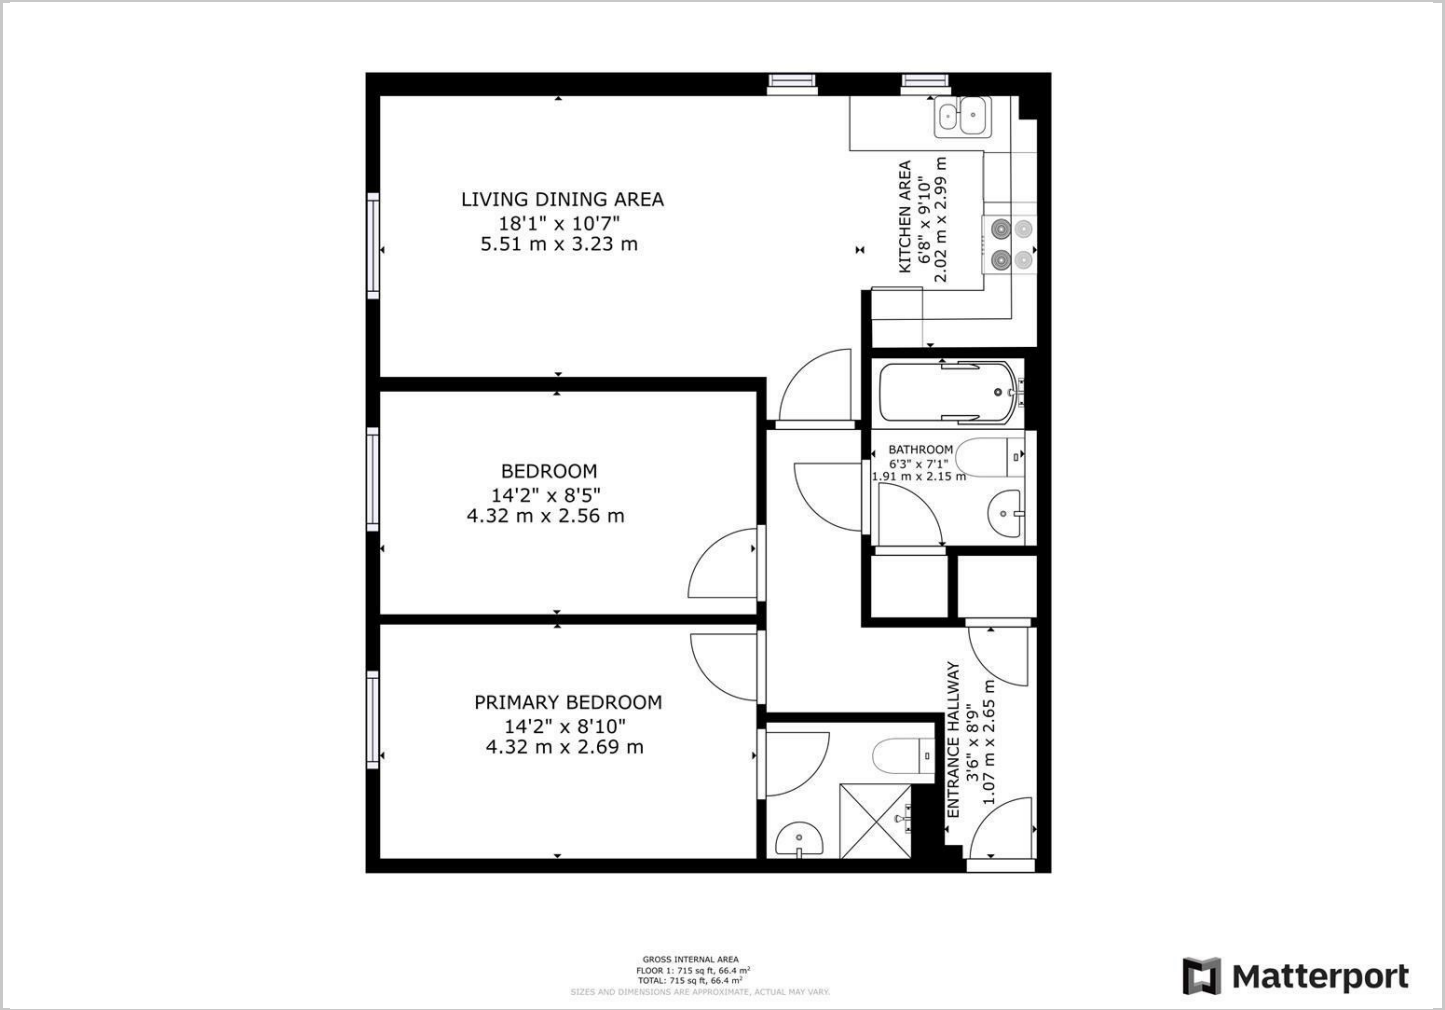 LIVING DINING AREA
18'1" x 10'7"
5.51 m x 3.23 m
KITCHEN AREA
6'8" x 9'10"
2.02 m x 2.99 m
BATHROOM
6'3" x 7'1"
1.91 m x 2.15 m
BEDROOM
14'2" x 8'5"
4.32 m x 2.56 m
PRIMARY BEDROOM
14'2" x 8'10"
4.32 m x 2.69 m
ENTRANCE HALLWAY
3'6" x 8'9"
1.07 m x 2.65 m
GROSS INTERNAL AREA
FLOOR 1: 715 sq ft, 66.4 m²
TOTAL: 715 sq ft, 66.4 m²
SIZES AND DIMENSIONS ARE APPROXIMATE, ACTUAL MAY VARY.
Matterport